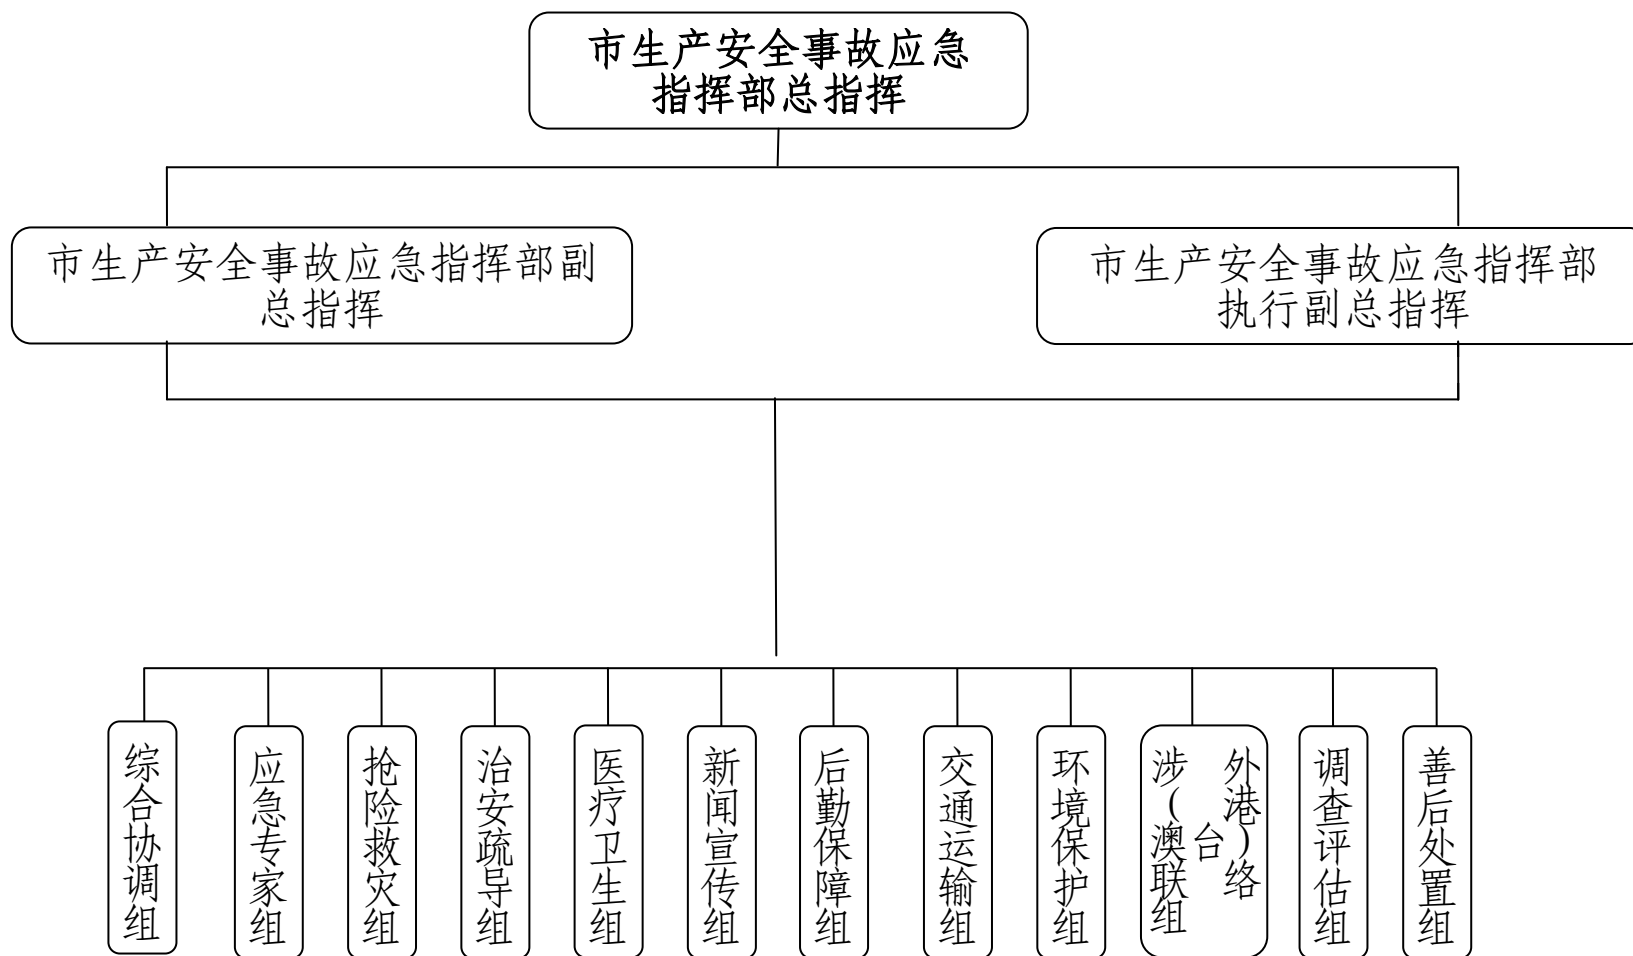 市生产安全事故应急
指挥部总指挥
市生产安全事故应急指挥部副
总指挥
市生产安全事故应急指挥部
执行副总指挥
综合协调组
应急专家组
抢险救灾组
治安疏导组
医疗卫生组
新闻宣传组
后勤保障组
交通运输组
环境保护组
涉外
(港
澳台)
联络
组
调查评估组
善后处置组